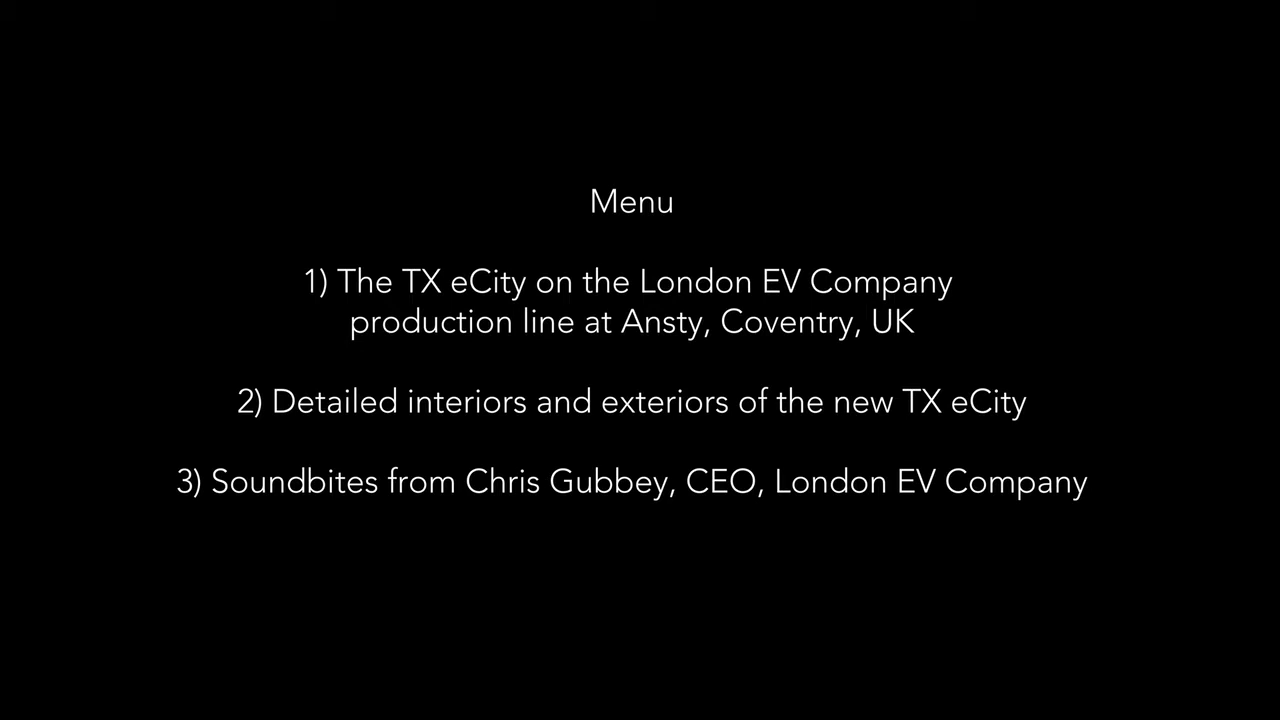 Menu
1) The TX eCity on the London EV Company
production line at Ansty, Coventry, UK
2) Detailed interiors and exteriors of the new TX eCity
3) Soundbites from Chris Gubbey, CEO, London EV Company